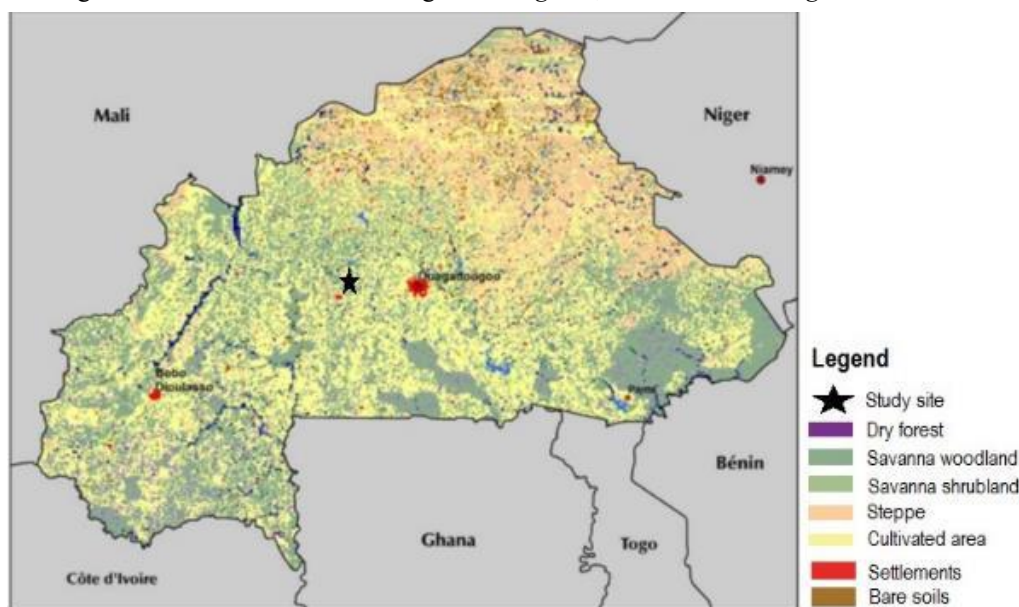 Mali
Niger
Niamey
Ouagadougou
Bobo
Dioulasso
Pama
Bénin
Ghana
Togo
Côte d'Ivoire
Legend
Study site
Dry forest
Savanna woodland
Savanna shrubland
Steppe
Cultivated area
Settlements
Bare soils